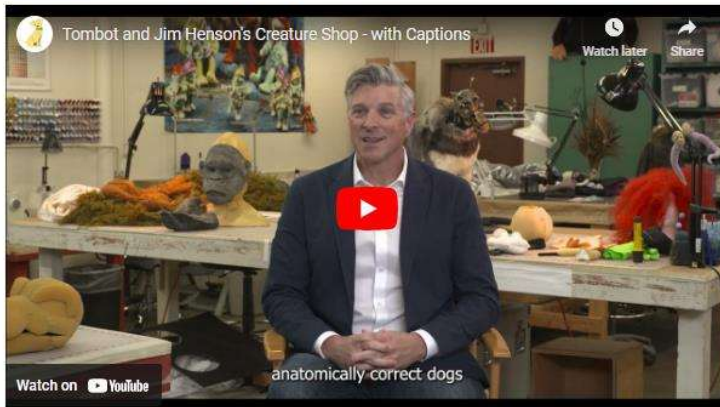 Tombot and Jim Henson's Creature Shop - with Captions
Watch later
Share
EXIT
anatomically correct dogs
Watch on YouTube